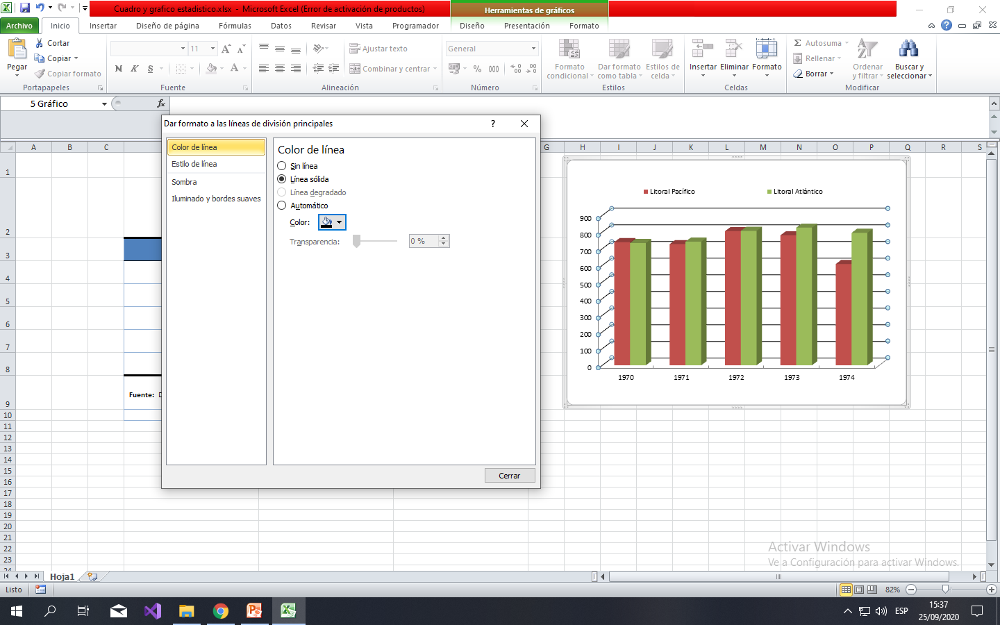 Cuadro y grafico estadistico.xlsx - Microsoft Excel (Error de activación de productos)
Herramientas de gráficos
Archivo Inicio Insertar Diseño de página Fórmulas Datos Revisar Vista Programador Diseño Presentación Formato
Pegar
Cortar
Copiar
Copiar formato
Portapapeles
11
N K S
Fuente
Ajustar texto
Combinar y centrar
Alineación
General
% 000
Número
Formato condicional
Dar formato como tabla
Estilos de celda
Estilos
Insertar Eliminar Formato
Celdas
Autosuma
Rellenar
Borrar
Ordenar y filtrar
Buscar y seleccionar
Modificar
5 Gráfico
fx
A B C G H I J K L M N O P Q R S
1
2
3
4
5
6
7
8
9
10
11
12
13
14
15
16
17
18
19
20
21
22
23
24
Fuente: D
Dar formato a las líneas de división principales
Color de línea
Estilo de línea
Sombra
Iluminado y bordes suaves
Color de línea
Sin línea
Línea sólida
Línea degradado
Automático
Color:
Transparencia: 0 %
Cerrar
Litoral Pacífico Litoral Atlántico
900
800
700
600
500
400
300
200
100
0
1970 1971 1972 1973 1974
Activar Windows
Ve a Configuración para activar Windows.
Hoja1
Listo
82%
ESP
15:37
25/09/2020